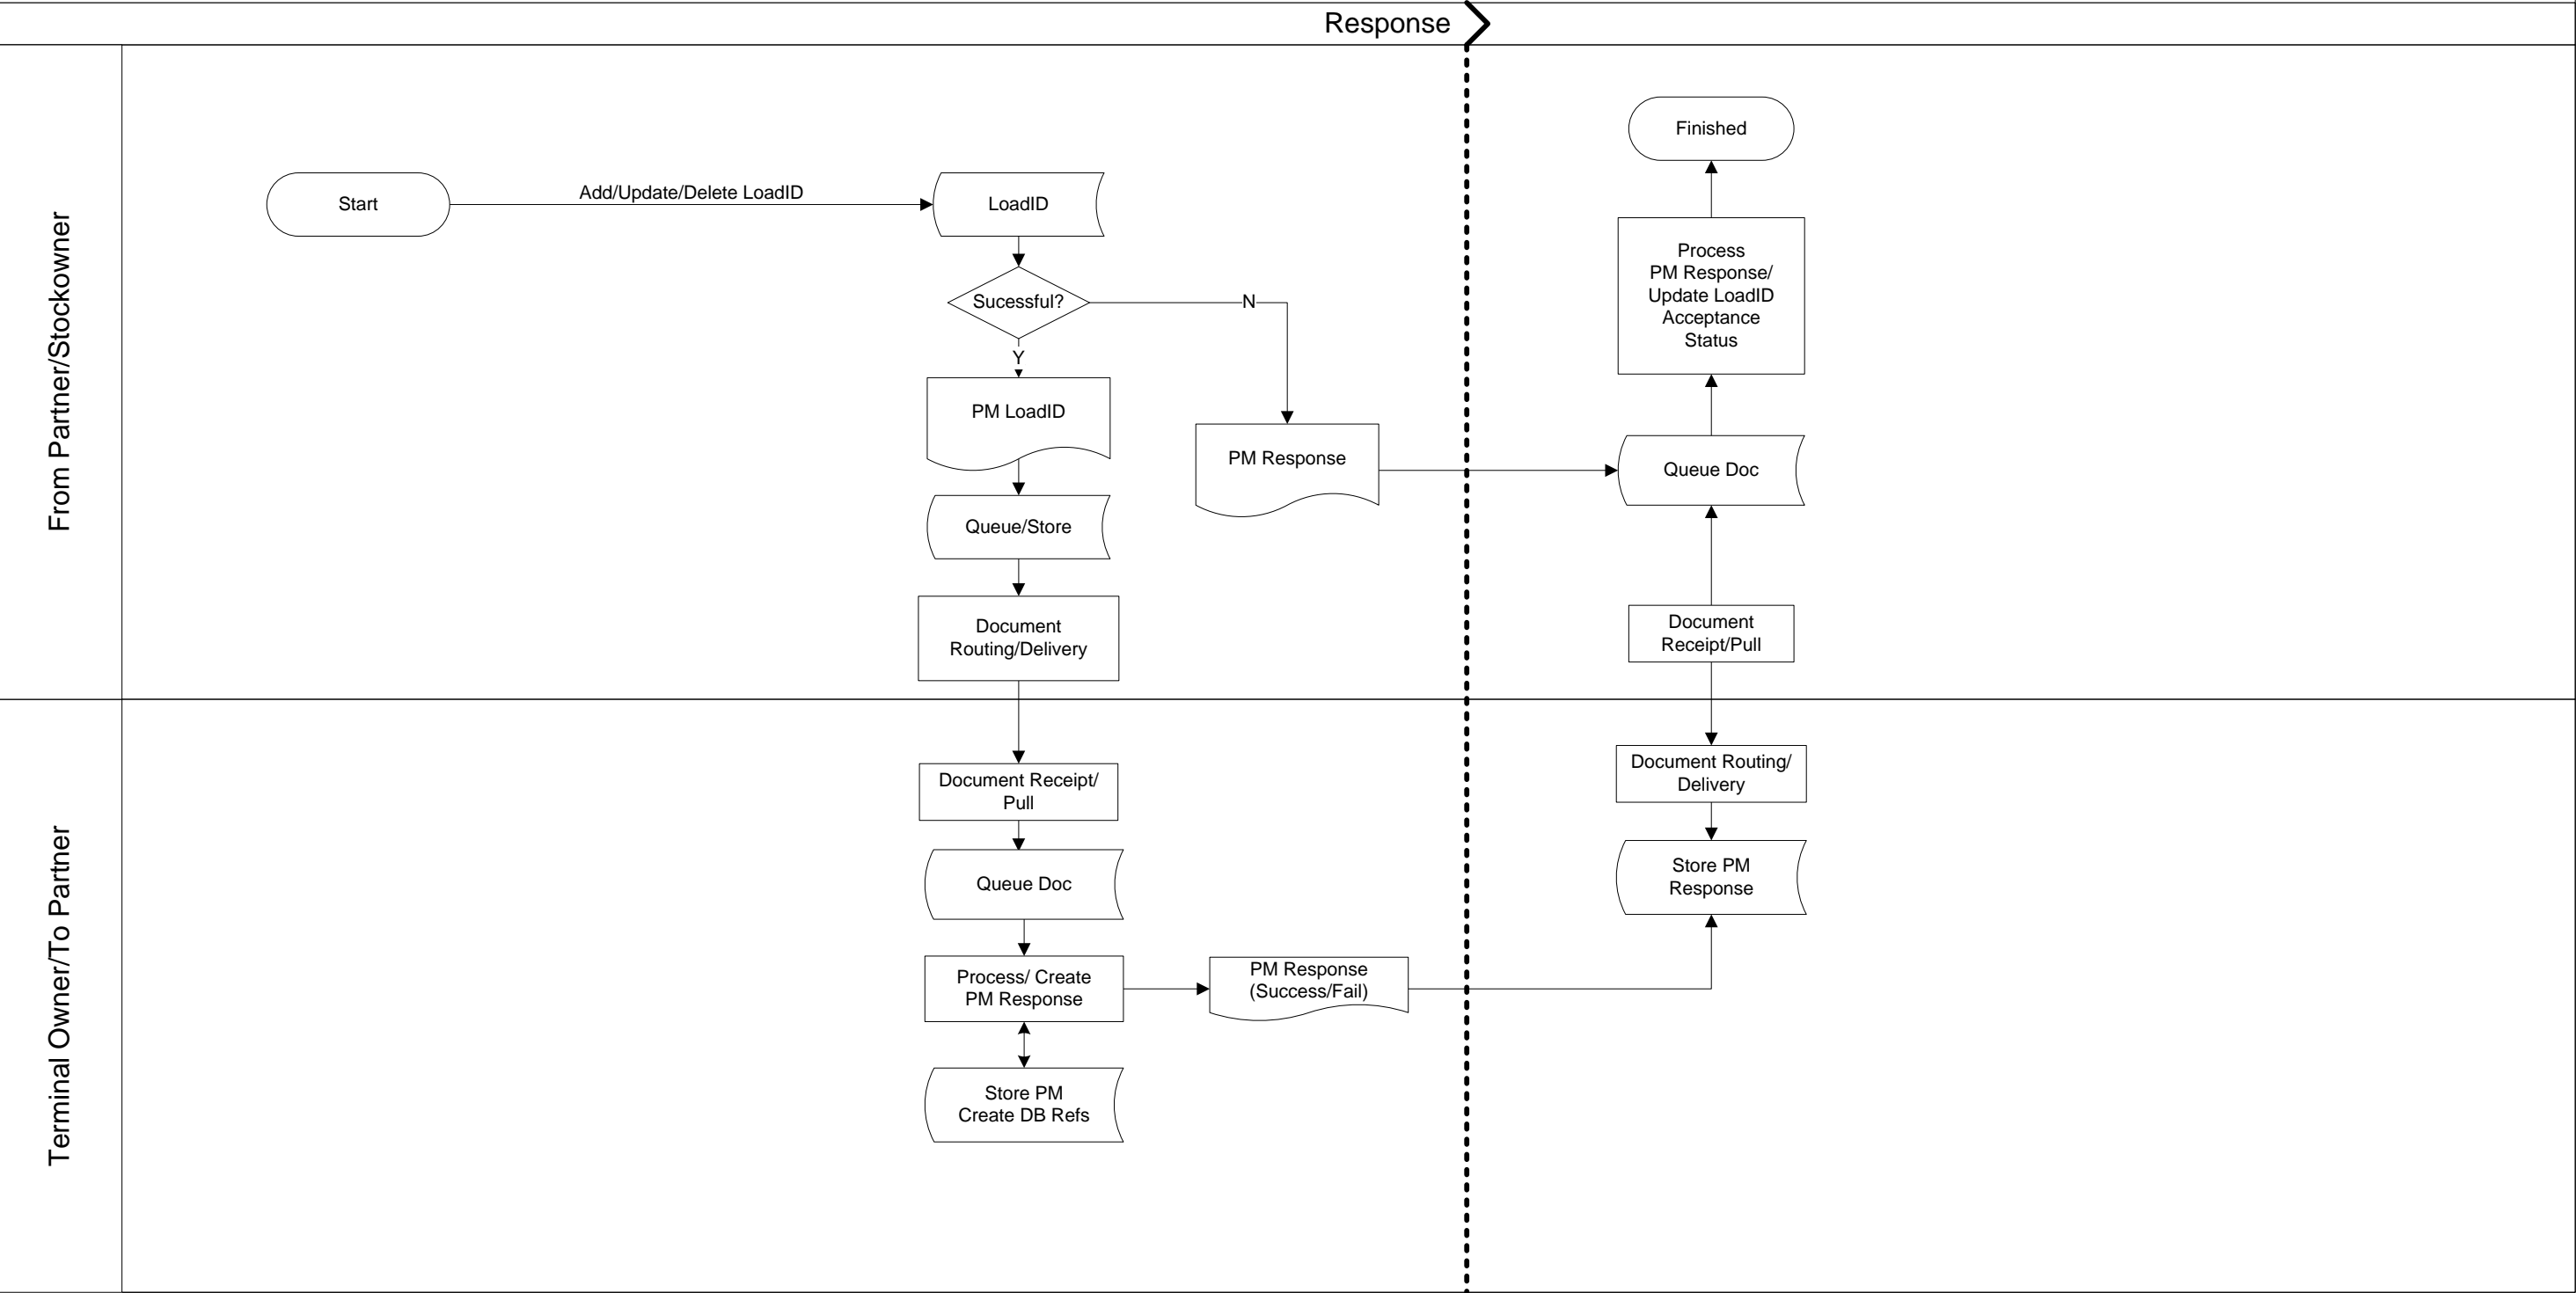 Response
From Partner/Stockowner
Start
Add/Update/Delete LoadID
LoadID
Sucessful?
N
Y
PM LoadID
PM Response
Queue/Store
Document
Routing/Delivery
Finished
Process
PM Response/
Update LoadID
Acceptance
Status
Queue Doc
Document
Receipt/Pull
Terminal Owner/To Partner
Document Receipt/
Pull
Queue Doc
Process/ Create
PM Response
PM Response
(Success/Fail)
Store PM
Create DB Refs
Document Routing/
Delivery
Store PM
Response